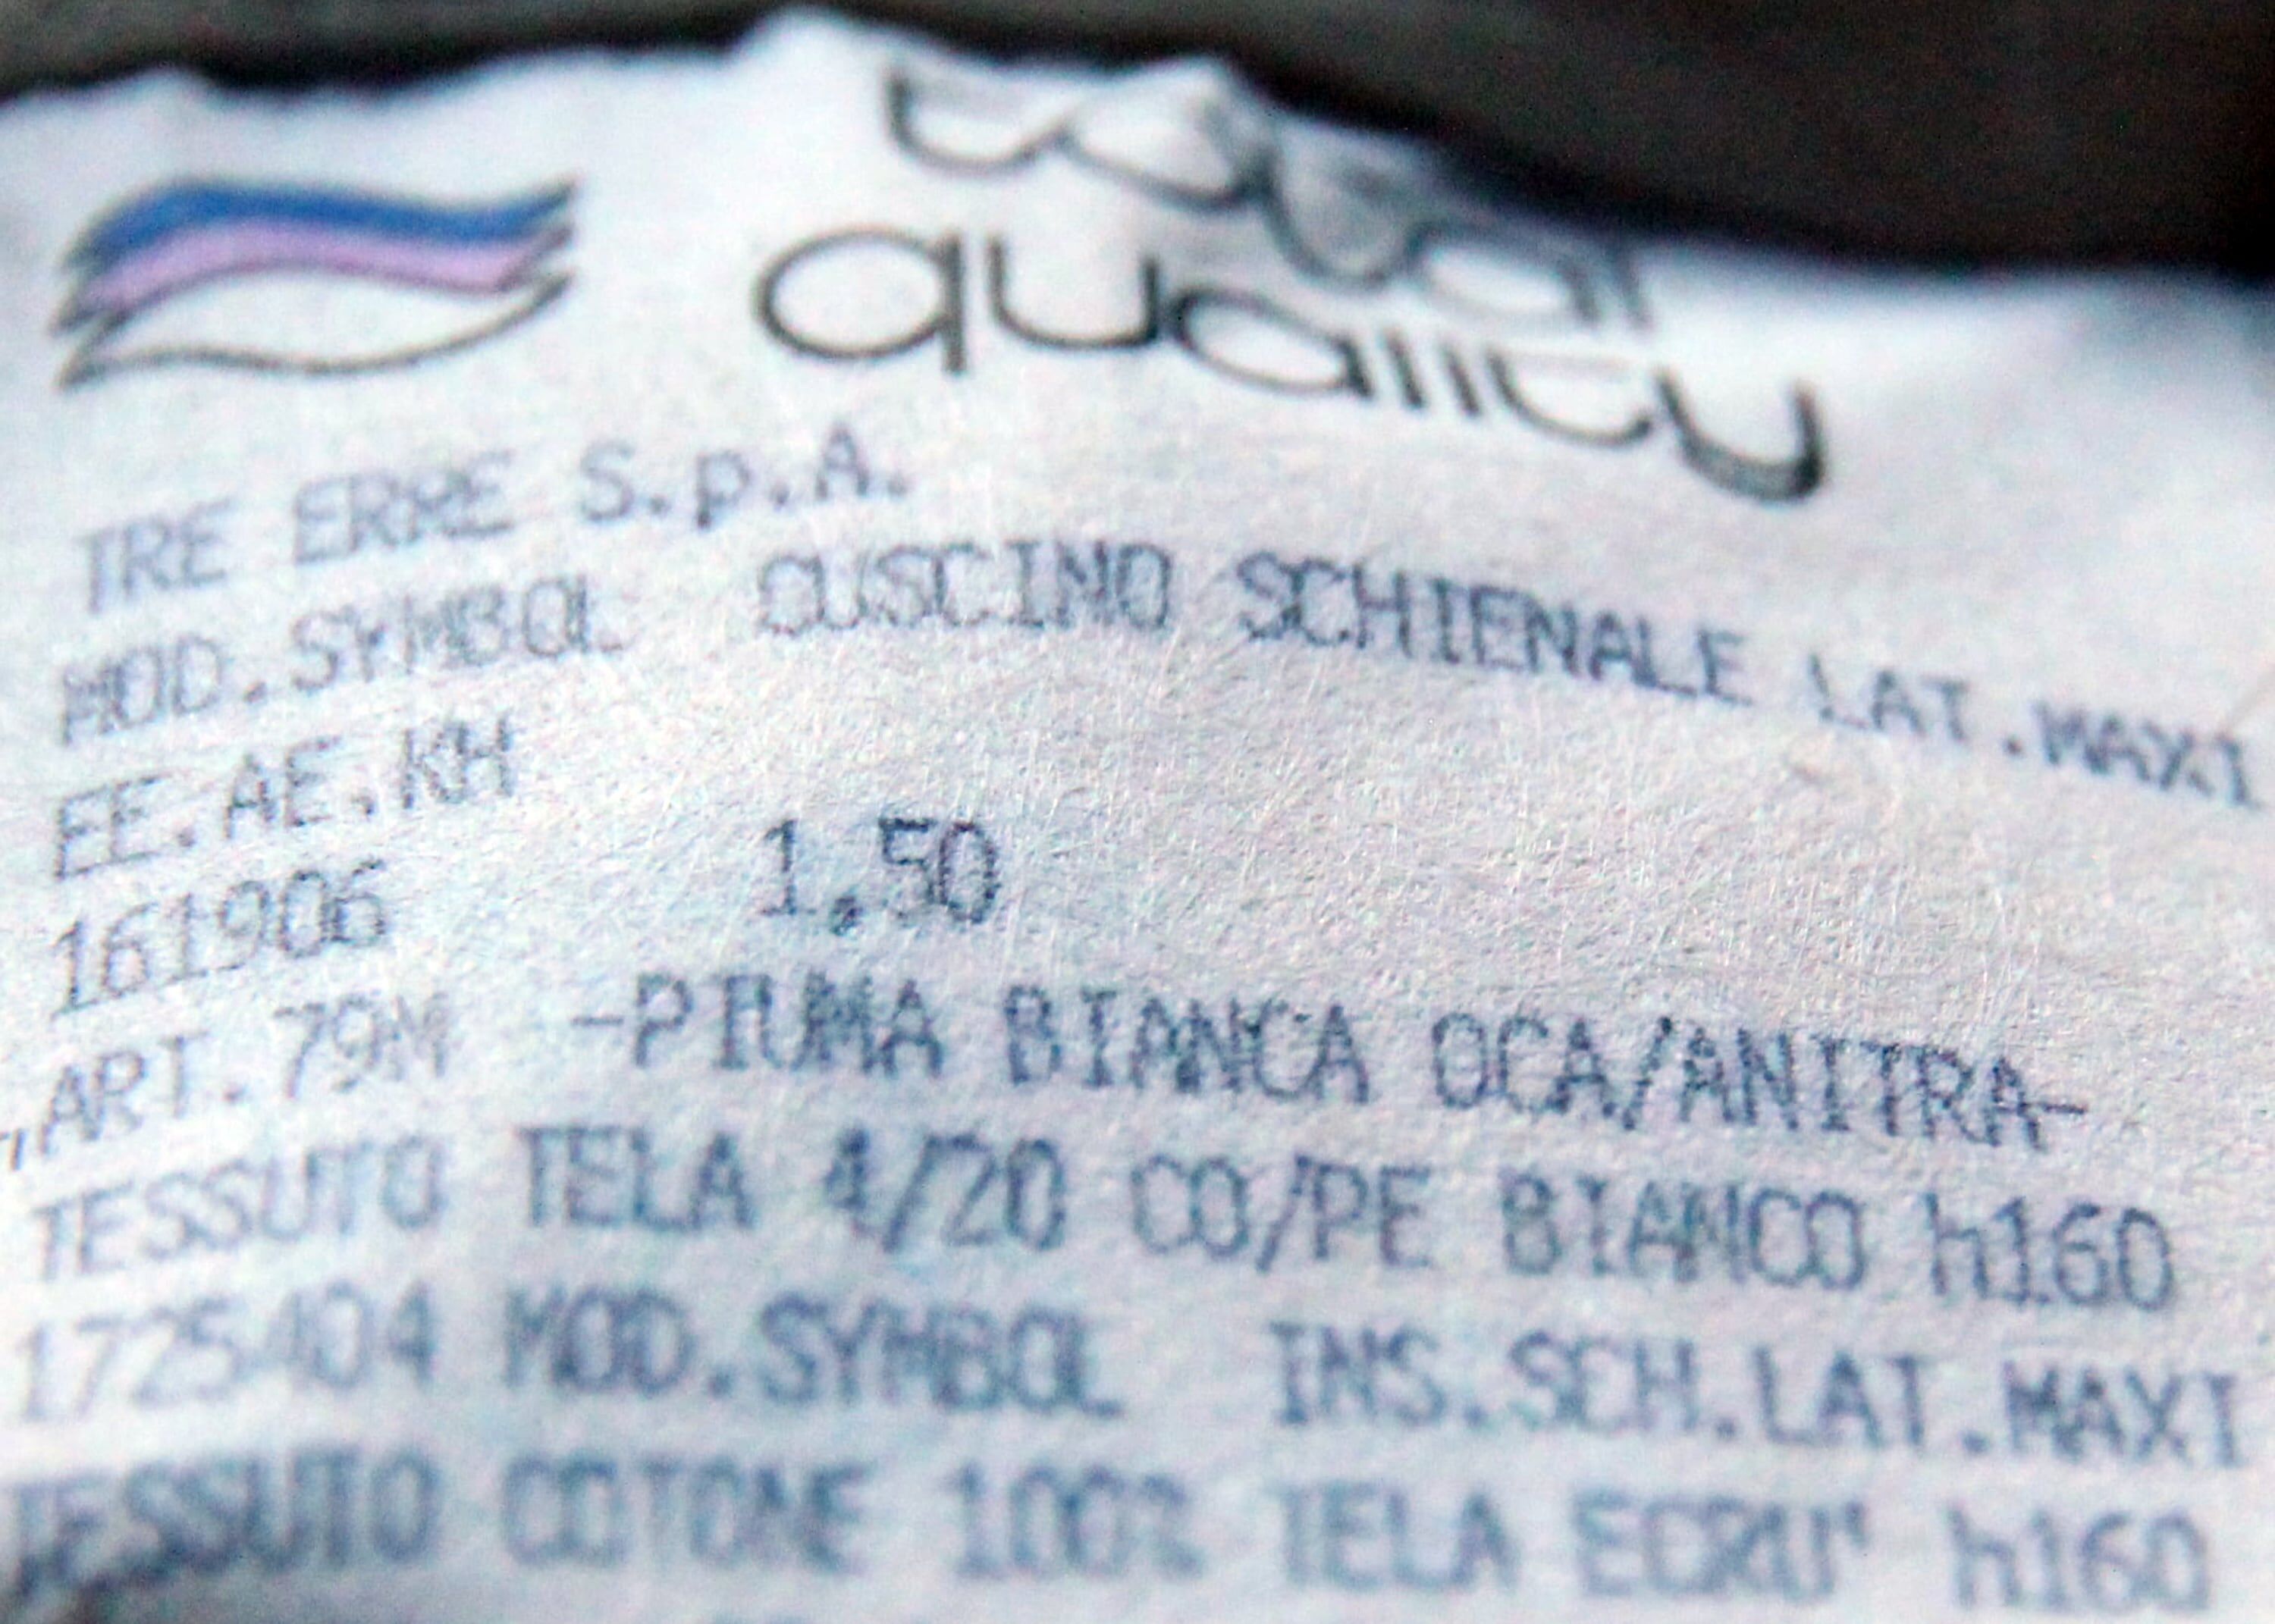 quality
TRE ERRE S.p.A.
MOD.SYMBOL CUSCINO SCHIENALE LAT.MAXI
EE.AE.KH
161906 1,50
ART.79M -PIUMA BIANCA OCA/ANITRA-
TESSUTO TELA 4/20 CO/PE BIANCO h160
1725404 MOD.SYMBOL INS.SCH.LAT.MAXI
TESSUTO COTONE 100% TELA ECRU' h160